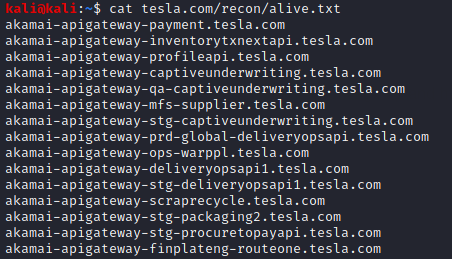 kali@kali:~$ cat tesla.com/recon/alive.txt
akamai-apigateway-payment.tesla.com
akamai-apigateway-inventorytxnextapi.tesla.com
akamai-apigateway-profileapi.tesla.com
akamai-apigateway-captiveunderwriting.tesla.com
akamai-apigateway-qa-captiveunderwriting.tesla.com
akamai-apigateway-mfs-supplier.tesla.com
akamai-apigateway-stg-captiveunderwriting.tesla.com
akamai-apigateway-prd-global-deliveryopsapi.tesla.com
akamai-apigateway-ops-warppl.tesla.com
akamai-apigateway-deliveryopsapi1.tesla.com
akamai-apigateway-stg-deliveryopsapi1.tesla.com
akamai-apigateway-scraprecycle.tesla.com
akamai-apigateway-stg-packaging2.tesla.com
akamai-apigateway-stg-procuretopayapi.tesla.com
akamai-apigateway-finplateng-routeone.tesla.com